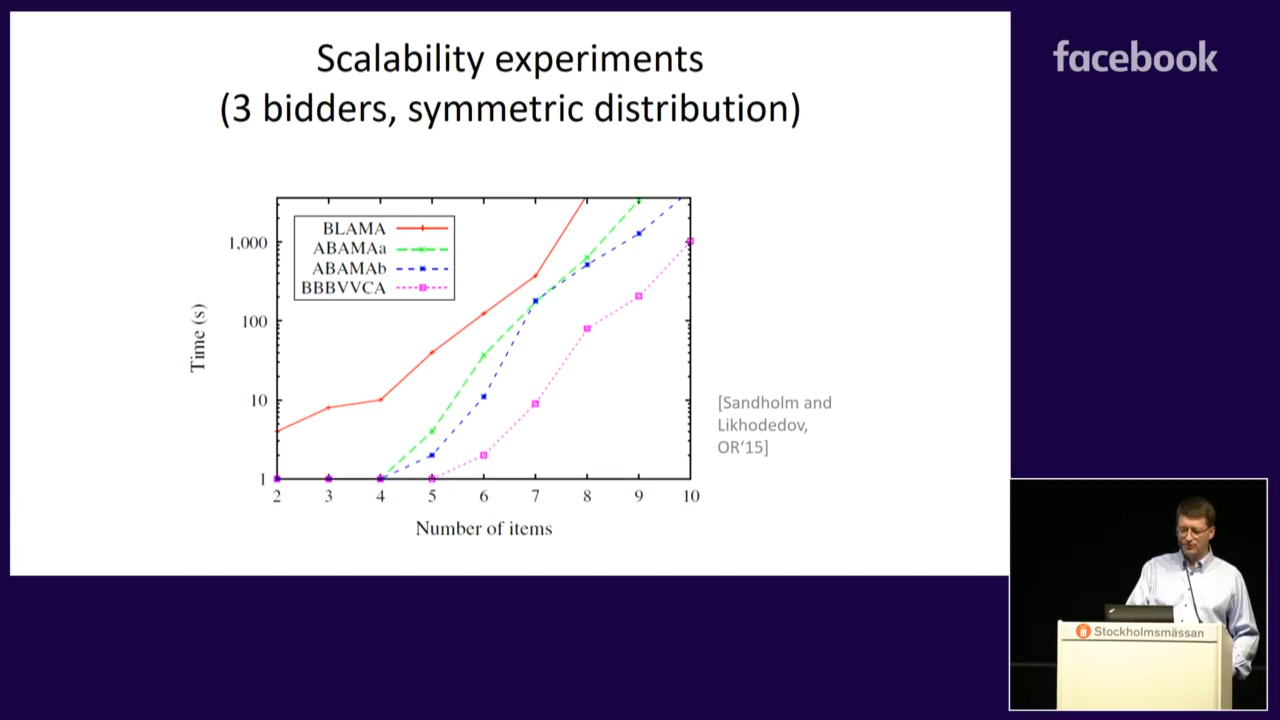 Scalability experiments
(3 bidders, symmetric distribution)
facebook
BLAMA
ABAMAa
ABAMAb
BBBVVCA
1,000
100
10
1
Time (s)
2 3 4 5 6 7 8 9 10
Number of items
[Sandholm and
Likhodedov,
OR‘15]
Stockholmsmässan